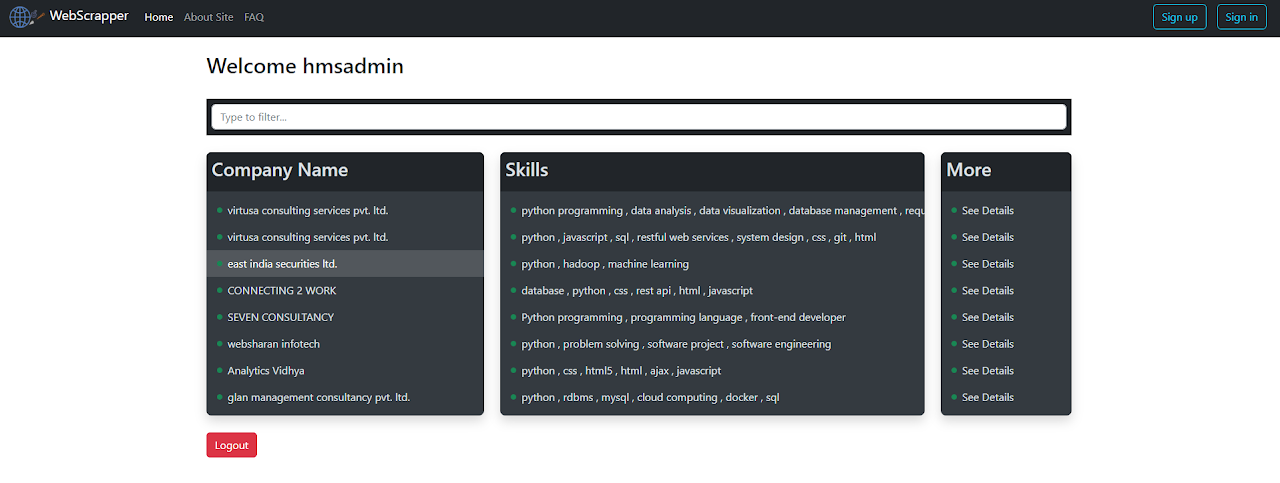 WebScrapper Home About Site FAQ Sign up Sign in
Welcome hmsadmin
Type to filter...
Company Name
virtusa consulting services pvt. ltd.
virtusa consulting services pvt. ltd.
east india securities ltd.
CONNECTING 2 WORK
SEVEN CONSULTANCY
websharan infotech
Analytics Vidhya
glan management consultancy pvt. ltd.
Skills
python programming , data analysis , data visualization , database management , requ
python , javascript , sql , restful web services , system design , css , git , html
python , hadoop , machine learning
database , python , css , rest api , html , javascript
Python programming , programming language , front-end developer
python , problem solving , software project , software engineering
python , css , html5 , html , ajax , javascript
python , rdbms , mysql , cloud computing , docker , sql
More
See Details
See Details
See Details
See Details
See Details
See Details
See Details
See Details
Logout